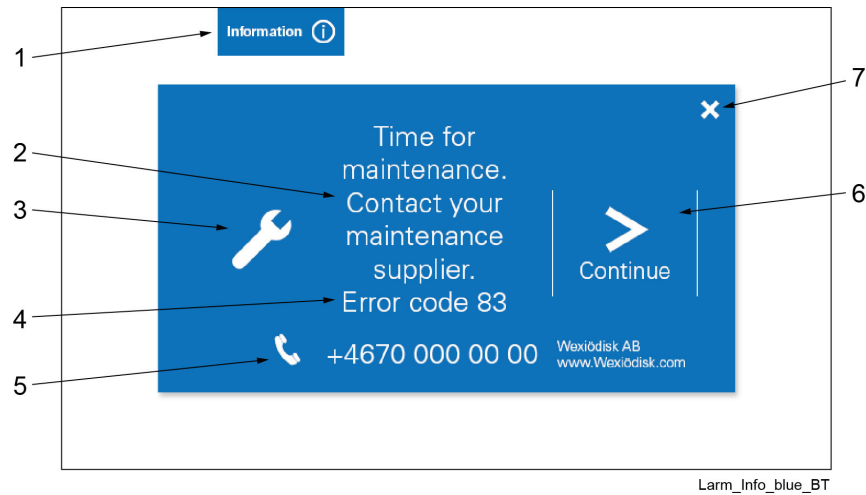 Information
1
7
Time for
maintenance.
2
Contact your
3
maintenance
6
supplier.
Continue
4
Error code 83
5
+4670 000 00 00
Wexiödisk AB
www.Wexiödisk.com
Larm_Info_blue_BT